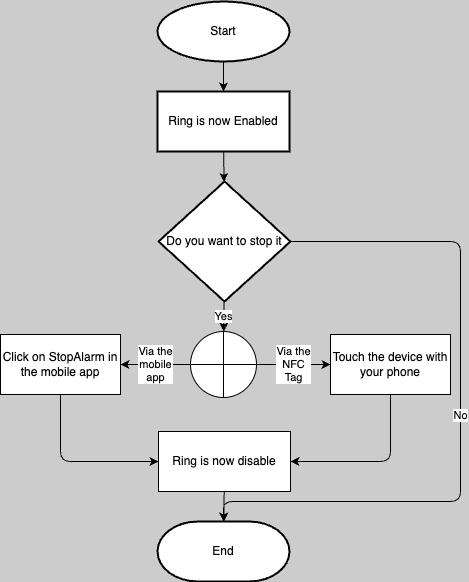 Start
Ring is now Enabled
Do you want to stop it
Yes
Click on StopAlarm in
the mobile app
Via the
mobile
app
Via the
NFC
Tag
Touch the device with
your phone
No
Ring is now disable
End